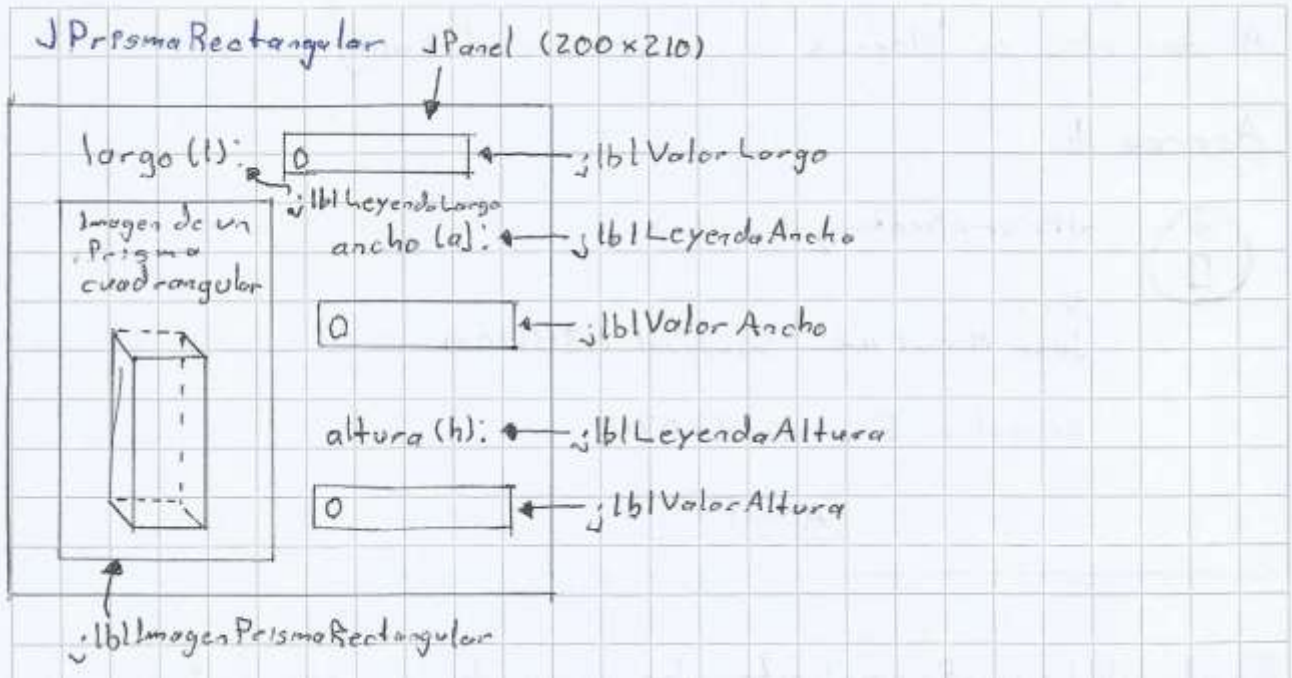 JPrismaRectangular JPanel (200x210)
largo (l): 0 jlblValorLargo
jlblLeyendaLargo
Imagen de un
Prisma
cuadrangular
ancho (a): jlblLeyendaAncho
0 jlblValorAncho
altura (h): jlblLeyendaAltura
0 jlblValorAltura
jlblImagenPrismaRectangular